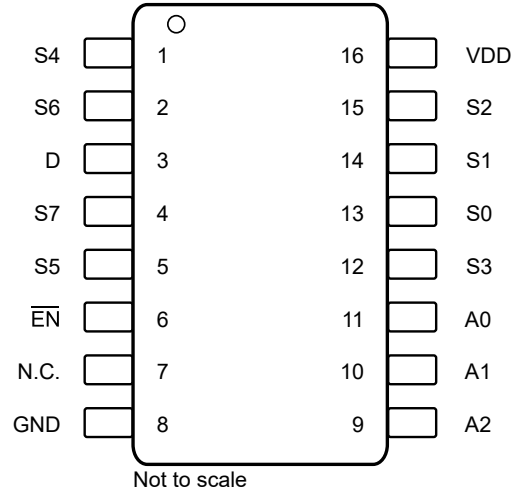 S4 1 16 VDD
S6 2 15 S2
D 3 14 S1
S7 4 13 S0
S5 5 12 S3
EN 6 11 A0
N.C. 7 10 A1
GND 8 9 A2
Not to scale